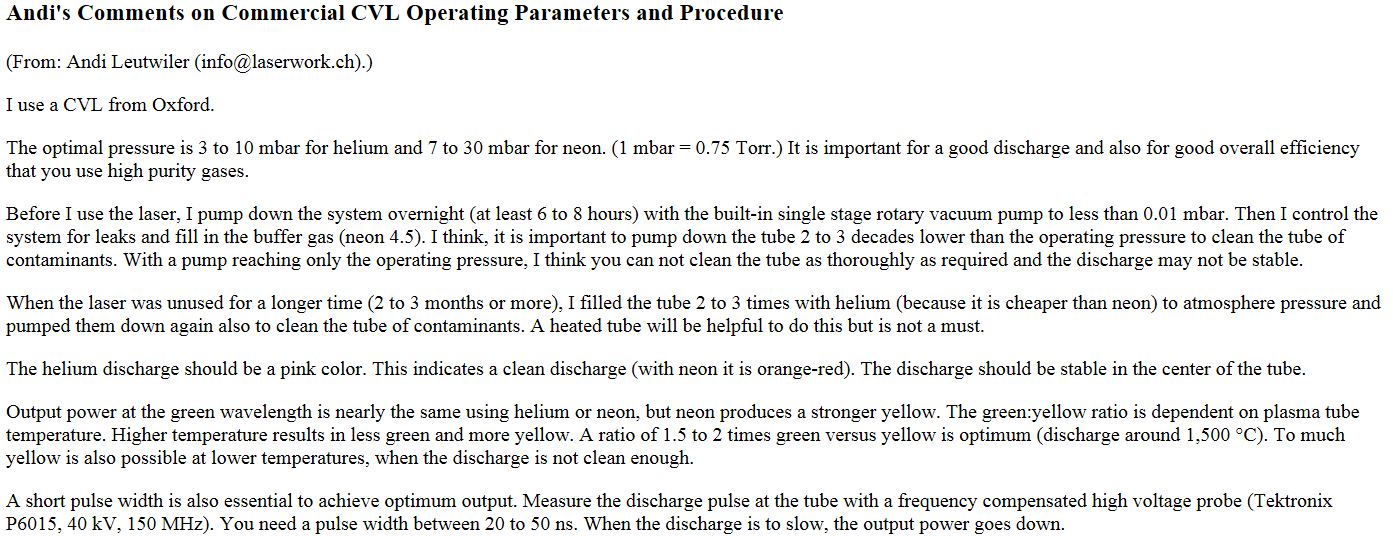 Andi's Comments on Commercial CVL Operating Parameters and Procedure
(From: Andi Leutwiler (info@laserwork.ch).)
I use a CVL from Oxford.
The optimal pressure is 3 to 10 mbar for helium and 7 to 30 mbar for neon. (1 mbar = 0.75 Torr.) It is important for a good discharge and also for good overall efficiency
that you use high purity gases.
Before I use the laser, I pump down the system overnight (at least 6 to 8 hours) with the built-in single stage rotary vacuum pump to less than 0.01 mbar. Then I control the
system for leaks and fill in the buffer gas (neon 4.5). I think, it is important to pump down the tube 2 to 3 decades lower than the operating pressure to clean the tube of
contaminants. With a pump reaching only the operating pressure, I think you can not clean the tube as thoroughly as required and the discharge may not be stable.
When the laser was unused for a longer time (2 to 3 months or more), I filled the tube 2 to 3 times with helium (because it is cheaper than neon) to atmosphere pressure and
pumped them down again also to clean the tube of contaminants. A heated tube will be helpful to do this but is not a must.
The helium discharge should be a pink color. This indicates a clean discharge (with neon it is orange-red). The discharge should be stable in the center of the tube.
Output power at the green wavelength is nearly the same using helium or neon, but neon produces a stronger yellow. The green:yellow ratio is dependent on plasma tube
temperature. Higher temperature results in less green and more yellow. A ratio of 1.5 to 2 times green versus yellow is optimum (discharge around 1,500 °C). To much
yellow is also possible at lower temperatures, when the discharge is not clean enough.
A short pulse width is also essential to achieve optimum output. Measure the discharge pulse at the tube with a frequency compensated high voltage probe (Tektronix
P6015, 40 kV, 150 MHz). You need a pulse width between 20 to 50 ns. When the discharge is to slow, the output power goes down.